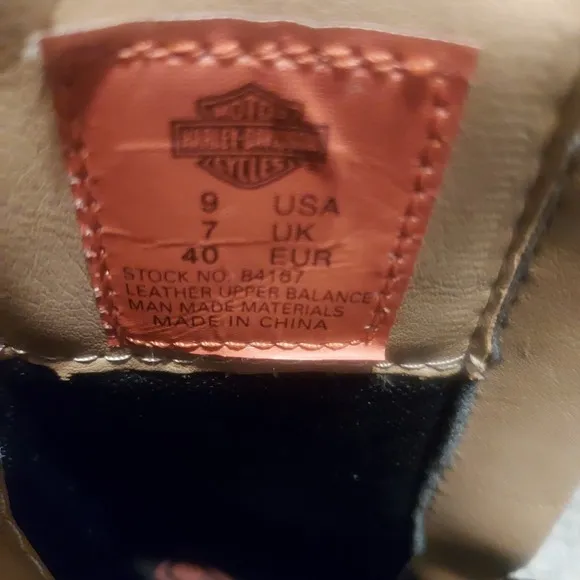 MOTOR
HARLEY-DAVIDSON
CYCLES
9 USA
7 UK
40 EUR
STOCK NO. 84167
LEATHER UPPER BALANCE
MAN MADE MATERIALS
MADE IN CHINA